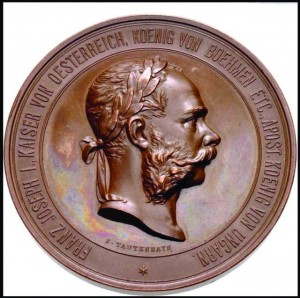 FRANZ JOSEPH I. KAISER VON OESTERREICH, KOENIG VON BOEHMEN ETC. APOST. KOENIG VON UNGARN.
J. TAUTENHAYN